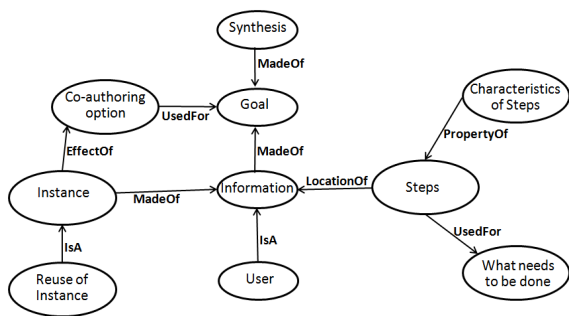 Synthesis
MadeOf
Co-authoring
option
UsedFor
Goal
Characteristics
of Steps
EffectOf
MadeOf
PropertyOf
Instance
MadeOf
Information
LocationOf
Steps
IsA
IsA
UsedFor
Reuse of
Instance
User
What needs
to be done